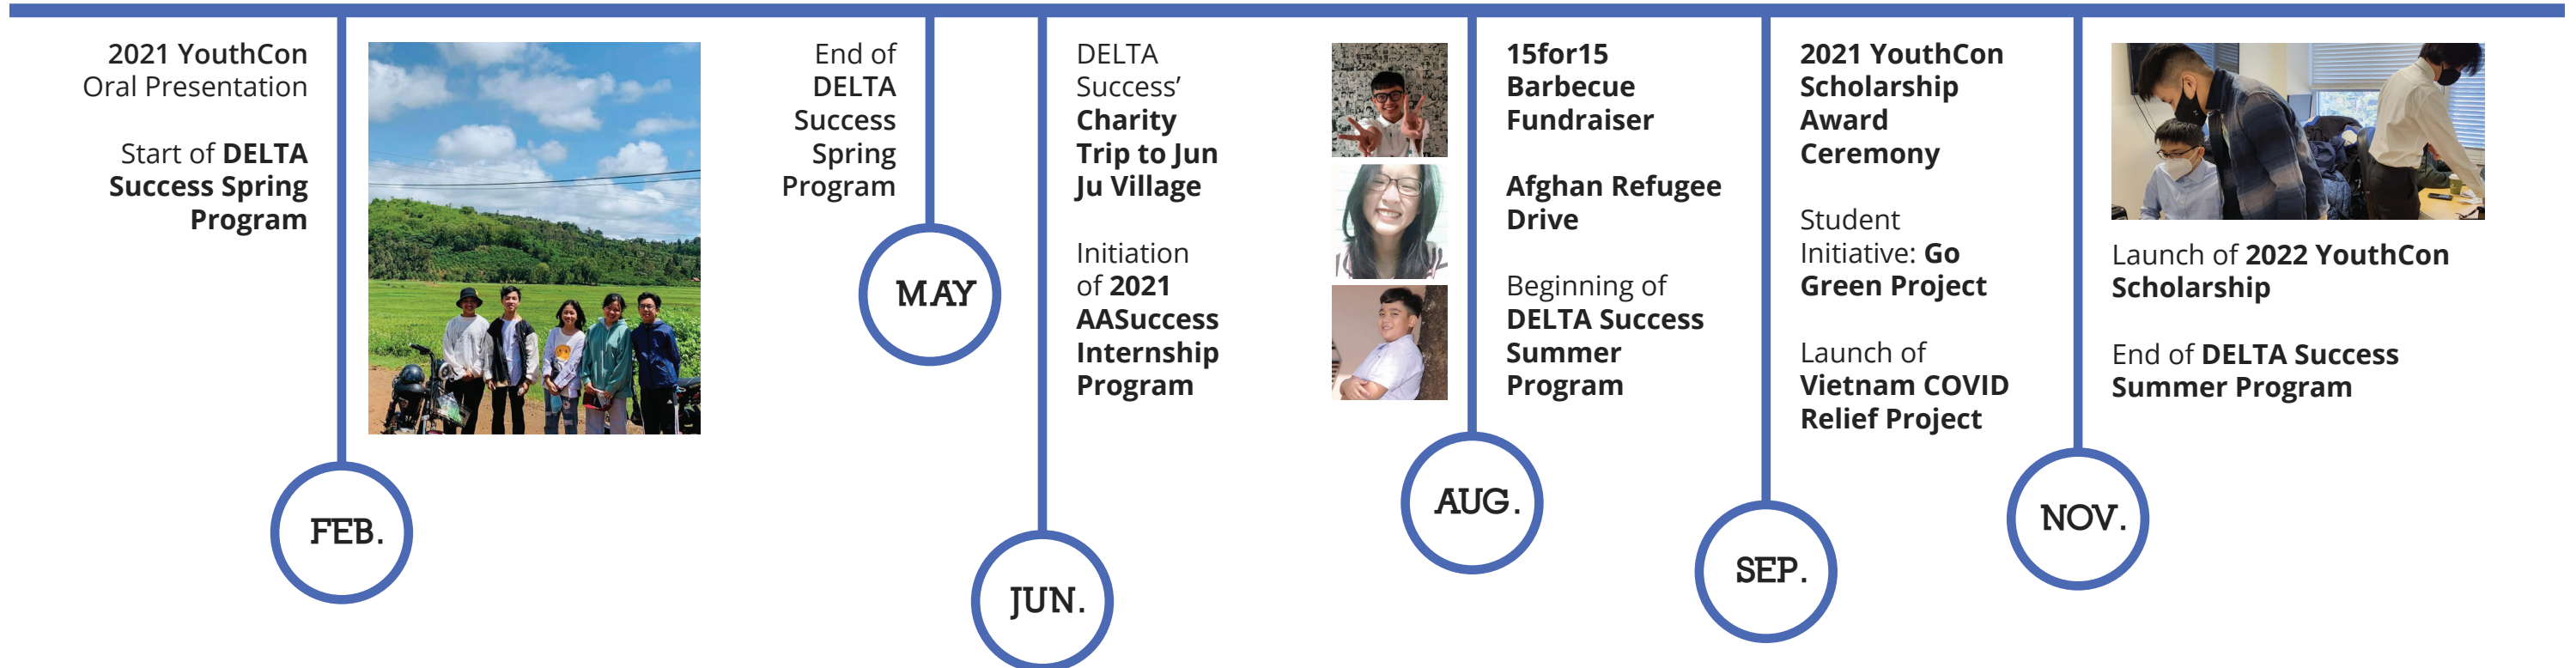 2021 YouthCon
Oral Presentation
Start of DELTA
Success Spring
Program
FEB.
End of
DELTA
Success
Spring
Program
MAY
DELTA
Success’
Charity
Trip to Jun
Ju Village
Initiation
of 2021
AASuccess
Internship
Program
JUN.
15for15
Barbecue
Fundraiser
Afghan Refugee
Drive
Beginning of
DELTA Success
Summer
Program
AUG.
2021 YouthCon
Scholarship
Award
Ceremony
Student
Initiative: Go
Green Project
Launch of
Vietnam COVID
Relief Project
SEP.
Launch of 2022 YouthCon
Scholarship
End of DELTA Success
Summer Program
NOV.